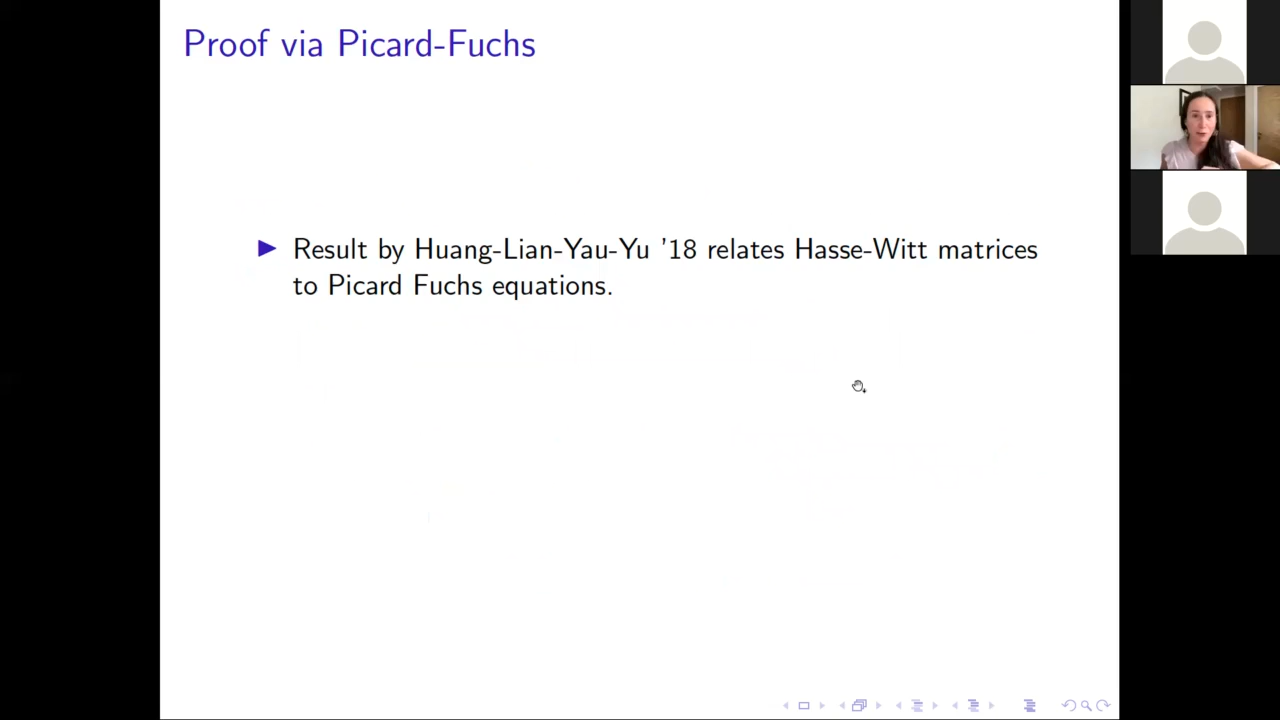 Proof via Picard-Fuchs
Result by Huang-Lian-Yau-Yu '18 relates Hasse-Witt matrices
to Picard Fuchs equations.